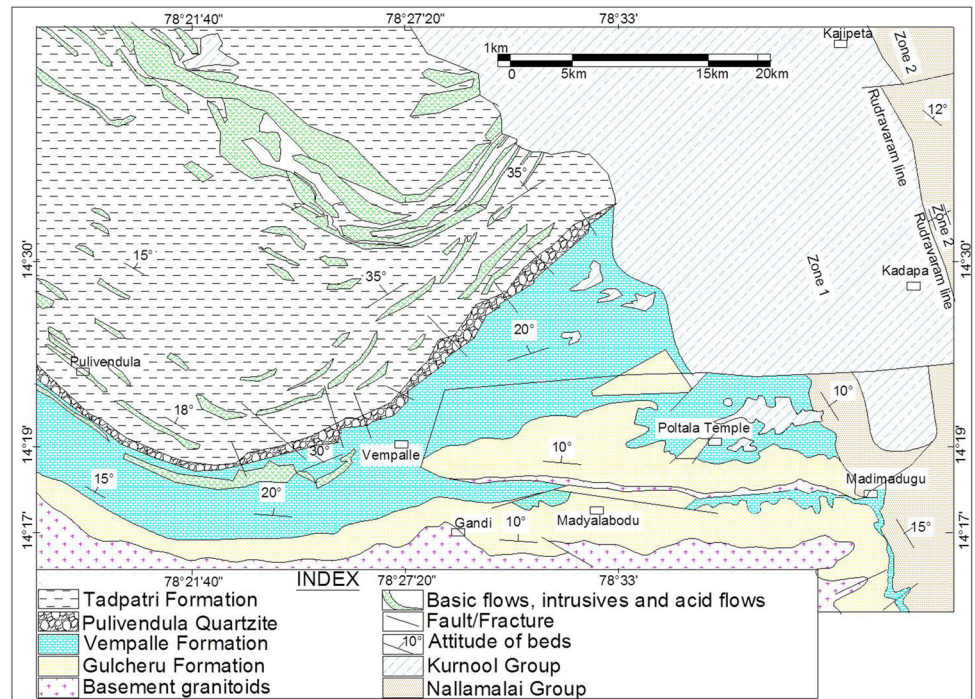 78°21'40" 78°27'20" 78°33'
Kajipeta
Zone 2
1km
0 5km 15km 20km
Rudravaram line
12°
35°
Zone 2
Rudravaram line
14°30'
15°
35°
Zone 1
Kadapa
14°30'
20°
Pulivendula
10°
18°
14°19'
30°
Vempalle
Poltala Temple
10°
14°19'
15°
20°
Madimadugu
14°17'
Gandi
10°
Madyalabodu
15°
14°17'
78°21'40" 78°27'20" 78°33'
INDEX
Tadpatri Formation
Pulivendula Quartzite
Vempalle Formation
Gulcheru Formation
Basement granitoids
Basic flows, intrusives and acid flows
Fault/Fracture
10° Attitude of beds
Kurnool Group
Nallamalai Group